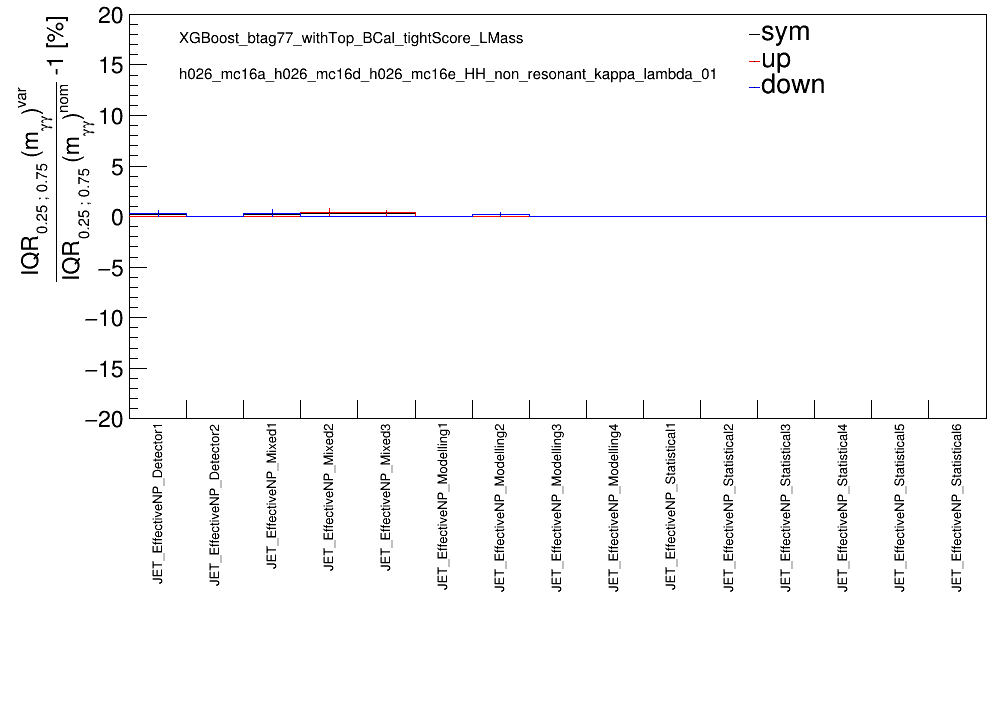 XGBoost_btag77_withTop_BCal_tightScore_LMass
h026_mc16a_h026_mc16d_h026_mc16e_HH_non_resonant_kappa_lambda_01
sym
up
down
IQR0.25 ; 0.75 (mγγ)var
IQR0.25 ; 0.75 (mγγ)nom
-1 [%]
20
15
10
5
0
−5
−10
−15
−20
JET_EffectiveNP_Detector1
JET_EffectiveNP_Detector2
JET_EffectiveNP_Mixed1
JET_EffectiveNP_Mixed2
JET_EffectiveNP_Mixed3
JET_EffectiveNP_Modelling1
JET_EffectiveNP_Modelling2
JET_EffectiveNP_Modelling3
JET_EffectiveNP_Modelling4
JET_EffectiveNP_Statistical1
JET_EffectiveNP_Statistical2
JET_EffectiveNP_Statistical3
JET_EffectiveNP_Statistical4
JET_EffectiveNP_Statistical5
JET_EffectiveNP_Statistical6